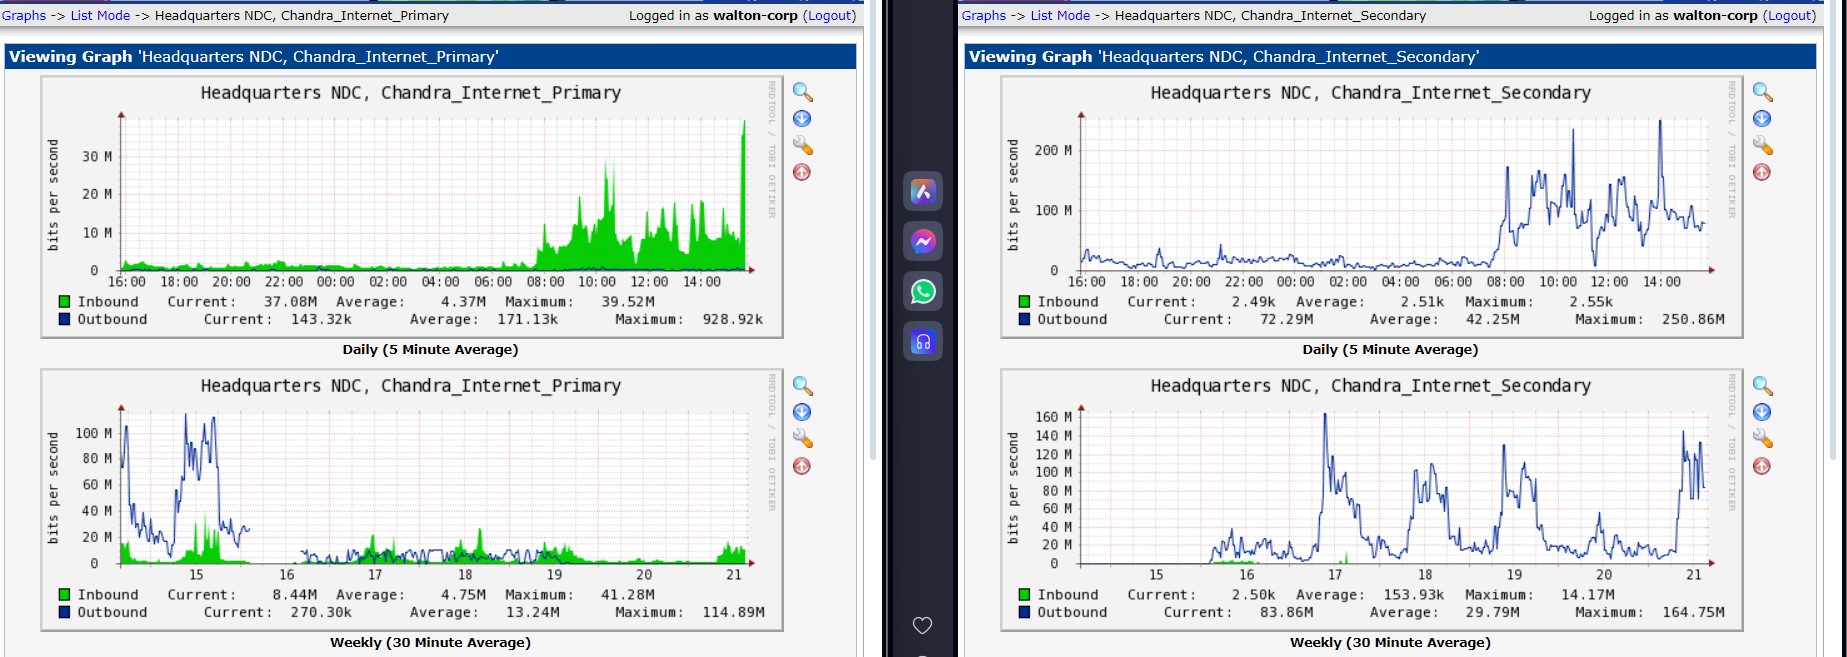 Graphs -> List Mode -> Headquarters NDC, Chandra_Internet_Primary Logged in as walton-corp (Logout)
Viewing Graph 'Headquarters NDC, Chandra_Internet_Primary'
Headquarters NDC, Chandra_Internet_Primary
RRDTOOL / TOBI OETIKER
bits per second
30 M
20 M
10 M
0
16:00 18:00 20:00 22:00 00:00 02:00 04:00 06:00 08:00 10:00 12:00 14:00
Inbound Current: 37.08M Average: 4.37M Maximum: 39.52M
Outbound Current: 143.32k Average: 171.13k Maximum: 928.92k
Daily (5 Minute Average)
Headquarters NDC, Chandra_Internet_Primary
RRDTOOL / TOBI OETIKER
bits per second
100 M
80 M
60 M
40 M
20 M
0
15 16 17 18 19 20 21
Inbound Current: 8.44M Average: 4.75M Maximum: 41.28M
Outbound Current: 270.30k Average: 13.24M Maximum: 114.89M
Weekly (30 Minute Average)
Graphs -> List Mode -> Headquarters NDC, Chandra_Internet_Secondary Logged in as walton-corp (Logout)
Viewing Graph 'Headquarters NDC, Chandra_Internet_Secondary'
Headquarters NDC, Chandra_Internet_Secondary
RRDTOOL / TOBI OETIKER
bits per second
200 M
100 M
0
16:00 18:00 20:00 22:00 00:00 02:00 04:00 06:00 08:00 10:00 12:00 14:00
Inbound Current: 2.49k Average: 2.51k Maximum: 2.55k
Outbound Current: 72.29M Average: 42.25M Maximum: 250.86M
Daily (5 Minute Average)
Headquarters NDC, Chandra_Internet_Secondary
RRDTOOL / TOBI OETIKER
bits per second
160 M
140 M
120 M
100 M
80 M
60 M
40 M
20 M
0
15 16 17 18 19 20 21
Inbound Current: 2.50k Average: 153.93k Maximum: 14.17M
Outbound Current: 83.86M Average: 29.79M Maximum: 164.75M
Weekly (30 Minute Average)